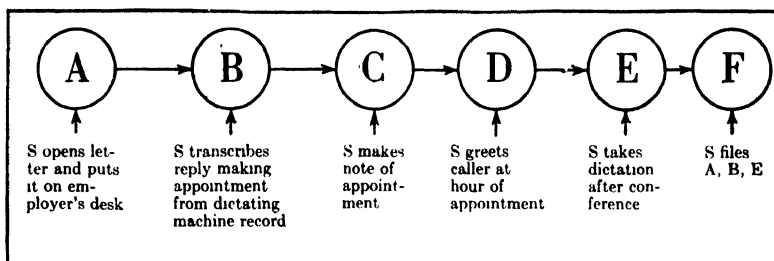 A B C D E F
S opens let-
ter and puts
it on em-
ployer's desk
S transcribes
reply making
appointment
from dictating
machine record
S makes
note of
appoint-
ment
S greets
caller at
hour of
appointment
S takes
dictation
after con-
ference
S files
A, B, E